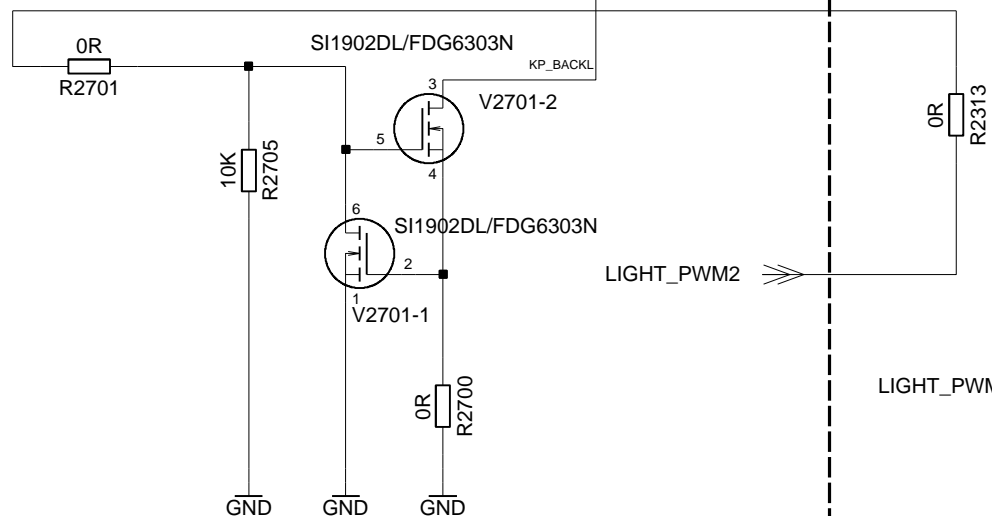 0R
R2701
SI1902DL/FDG6303N
KP_BACKL
3
V2701-2
5
4
10K
R2705
0R
R2313
6
SI1902DL/FDG6303N
2
1
V2701-1
LIGHT_PWM2
0R
R2700
LIGHT_PW
GND
GND
GND